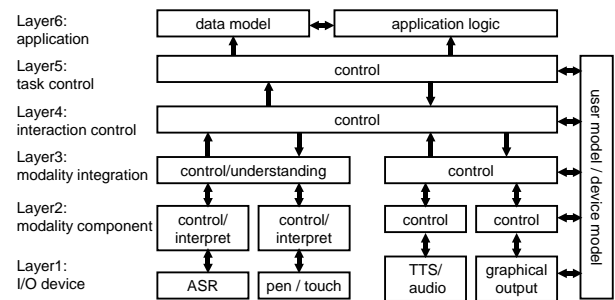 Layer6:
application
data model
application logic
Layer5:
task control
control
Layer4:
interaction control
control
Layer3:
modality integration
control/understanding
control
Layer2:
modality component
control/
interpret
control/
interpret
control
control
Layer1:
I/O device
ASR
pen / touch
TTS/
audio
graphical
output
user model / device model